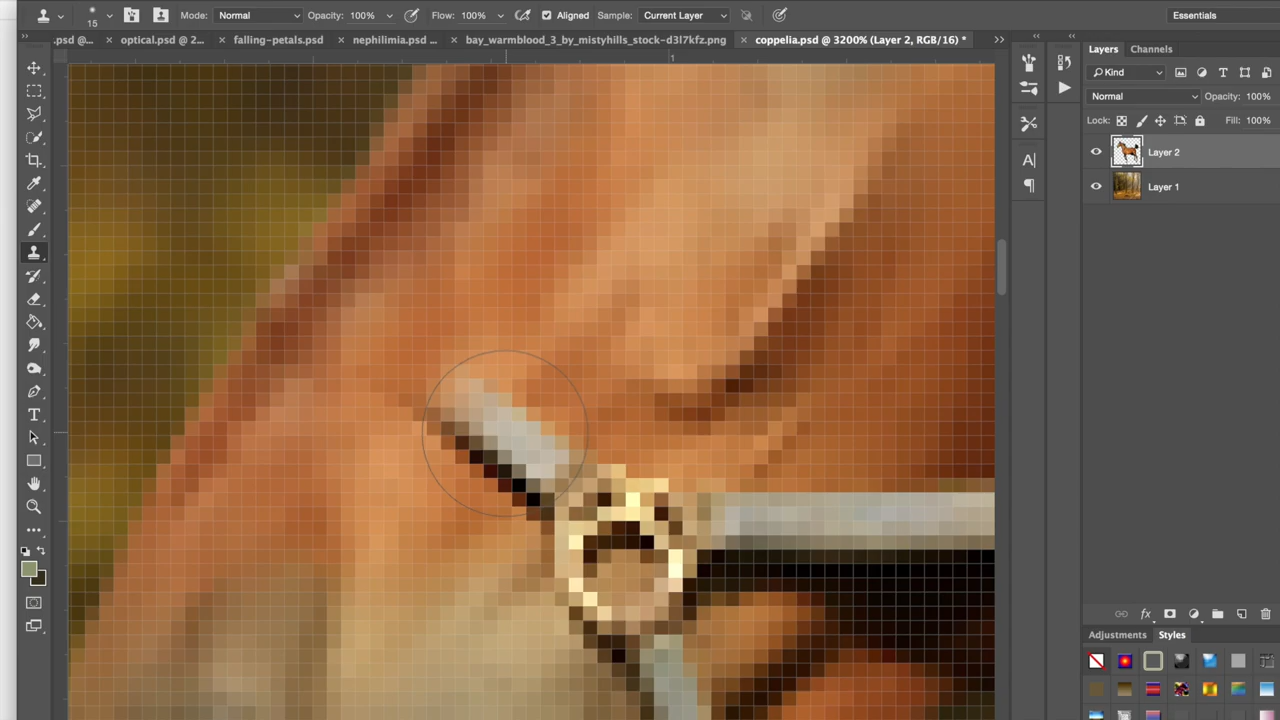 15 Mode: Normal Opacity: 100% Flow: 100% Aligned Sample: Current Layer Essentials
.psd @... × optical.psd @ 2... × falling-petals.psd × nephilimia.psd ... × bay_warmblood_3_by_mistyhills_stock-d3l7kfz.png × coppelia.psd @ 3200% (Layer 2, RGB/16) *
1
Layers Channels
Kind
Normal Opacity: 100%
Lock: Fill: 100%
Layer 2
Layer 1
Adjustments Styles